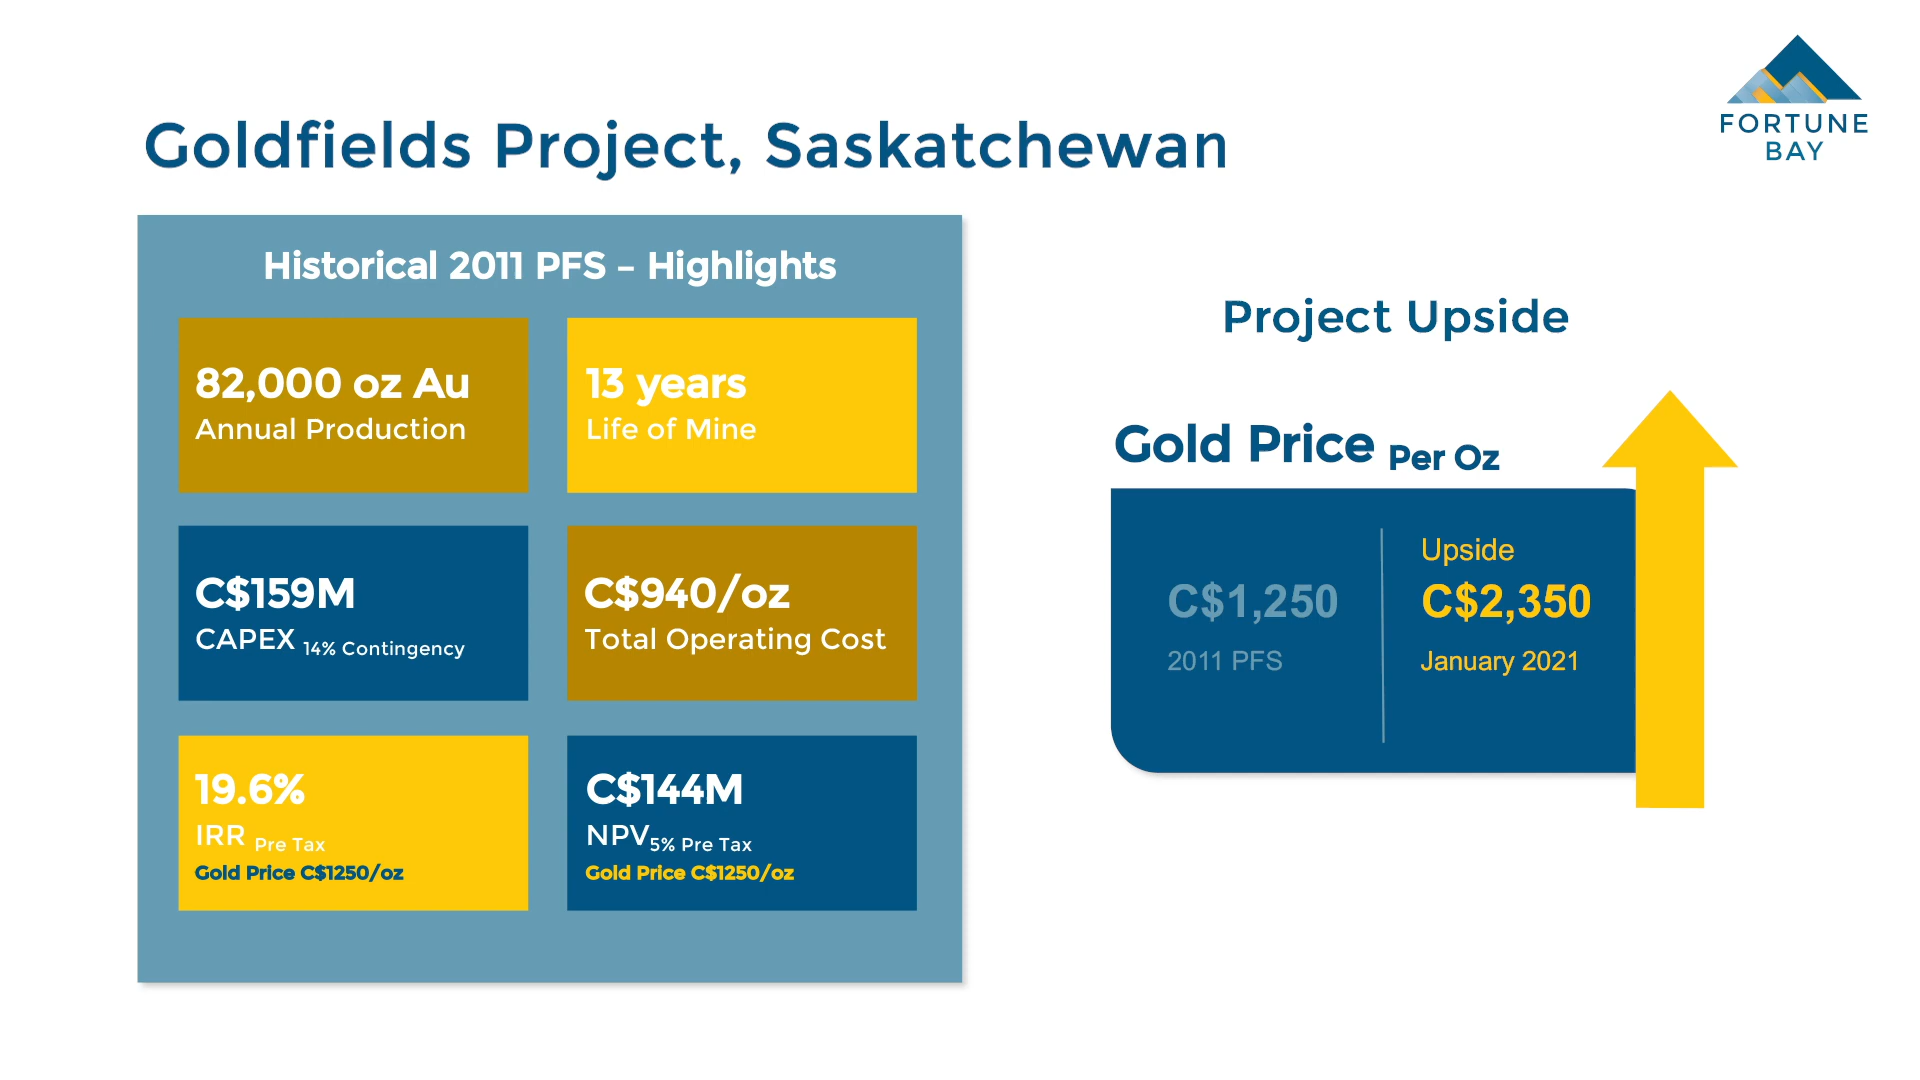 FORTUNE
BAY
Goldfields Project, Saskatchewan
Historical 2011 PFS – Highlights
82,000 oz Au
Annual Production
13 years
Life of Mine
C$159M
CAPEX 14% Contingency
C$940/oz
Total Operating Cost
19.6%
IRR Pre Tax
Gold Price C$1250/oz
C$144M
NPV5% Pre Tax
Gold Price C$1250/oz
Project Upside
Gold Price Per Oz
C$1,250
2011 PFS
Upside
C$2,350
January 2021